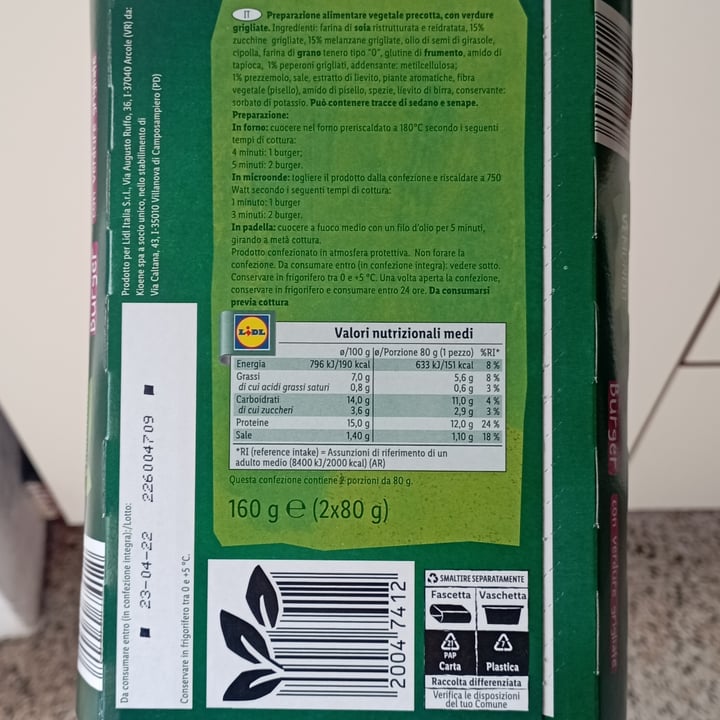 IT Preparazione alimentare vegetale precotta, con verdure
grigliate. Ingredienti: farina di soia ristrutturata e reidratata, 15%
zucchine grigliate, 15% melanzane grigliate, olio di semi di girasole,
cipolla, farina di grano tenero tipo "0", glutine di frumento, amido di
tapioca, 1% peperoni grigliati, addensante: metilcellulosa;
1% prezzemolo, sale, estratto di lievito, piante aromatiche, fibra
vegetale (pisello), amido di pisello, spezie, lievito di birra, conservante:
sorbato di potassio. Può contenere tracce di sedano e senape.
Preparazione:
In forno: cuocere nel forno preriscaldato a 180°C secondo i seguenti
tempi di cottura:
4 minuti: 1 burger;
5 minuti: 2 burger.
In microonde: togliere il prodotto dalla confezione e riscaldare a 750
Watt secondo i seguenti tempi di cottura:
1 minuto: 1 burger
3 minuti: 2 burger.
In padella: cuocere a fuoco medio con un filo d'olio per 5 minuti,
girando a metà cottura.
Prodotto confezionato in atmosfera protettiva. Non forare la
confezione. Da consumare entro (in confezione integra): vedere sotto.
Conservare in frigorifero tra 0 e +5 °C. Una volta aperta la confezione,
conservare in frigorifero e consumare entro 24 ore. Da consumarsi
previa cottura
LIDL
Valori nutrizionali medi
ø/100 g ø/Porzione 80 g (1 pezzo) %RI*
Energia 796 kJ/190 kcal 633 kJ/151 kcal 8 %
Grassi 7,0 g 5,6 g 8 %
di cui acidi grassi saturi 0,8 g 0,6 g 3 %
Carboidrati 14,0 g 11,0 g 4 %
di cui zuccheri 3,6 g 2,9 g 3 %
Proteine 15,0 g 12,0 g 24 %
Sale 1,40 g 1,10 g 18 %
*RI (reference intake) = Assunzioni di riferimento di un
adulto medio (8400 kJ/2000 kcal) (AR)
Questa confezione contiene 2 porzioni da 80 g.
160 g e (2x80 g)
Prodotto per Lidl Italia S.r.l., Via Augusto Ruffo, 36, I-37040 Arcole (VR) da:
Kioene spa a socio unico, nello stabilimento di
Via Caltana, 43, I-35010 Villanova di Camposampiero (PD)
Da consumare entro (in confezione integra):/Lotto:
23-04-22 226004709
Conservare in frigorifero tra 0 e +5 °C.
2004 7412
SMALTIRE SEPARATAMENTE
Fascetta Vaschetta
21 7
PAP
Carta Plastica
Raccolta differenziata
Verifica le disposizioni
del tuo Comune
Burger con verdure grigliate